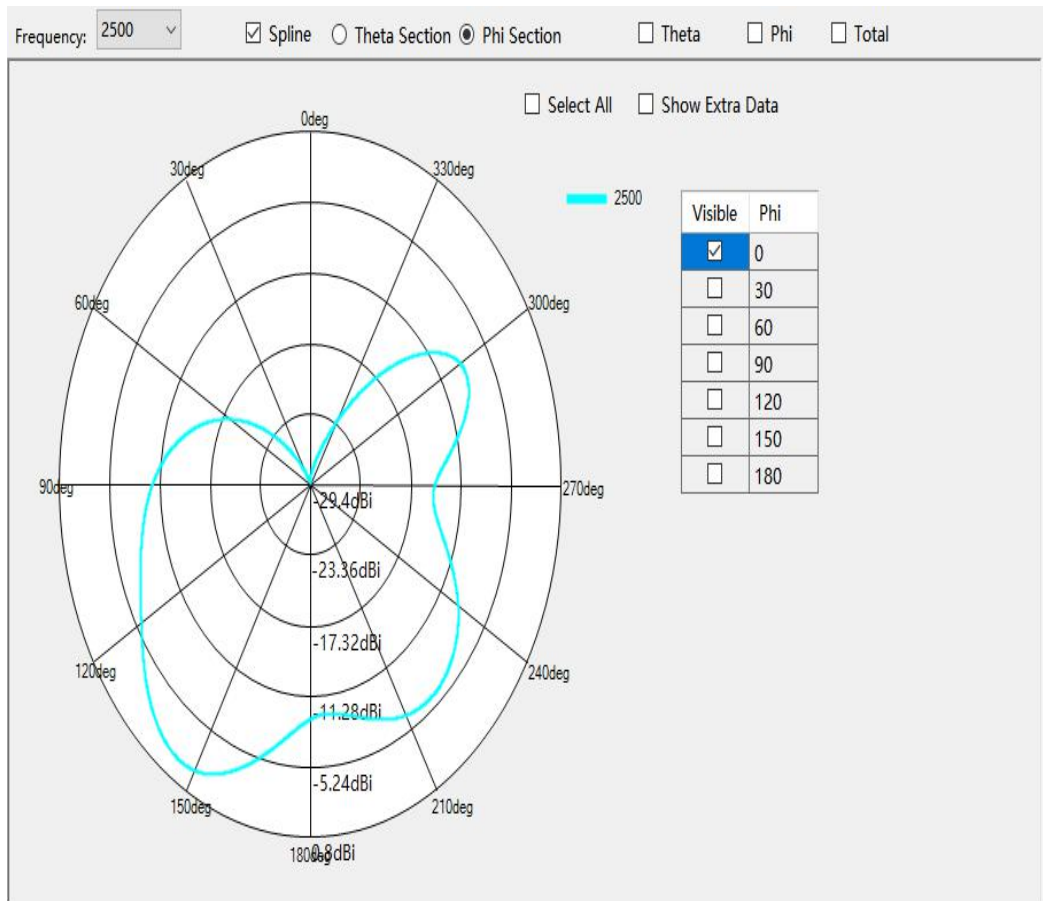 Frequency: 2500 Spline Theta Section Phi Section Theta Phi Total
Select All Show Extra Data
0deg
30deg 330deg
2500
Visible Phi
0
30
60deg 300deg
60
90
120
150
180
90deg 270deg
-29.4dBi
-23.36dBi
-17.32dBi
120deg 240deg
-11.28dBi
-5.24dBi
150deg 210deg
180deg 0.8dBi